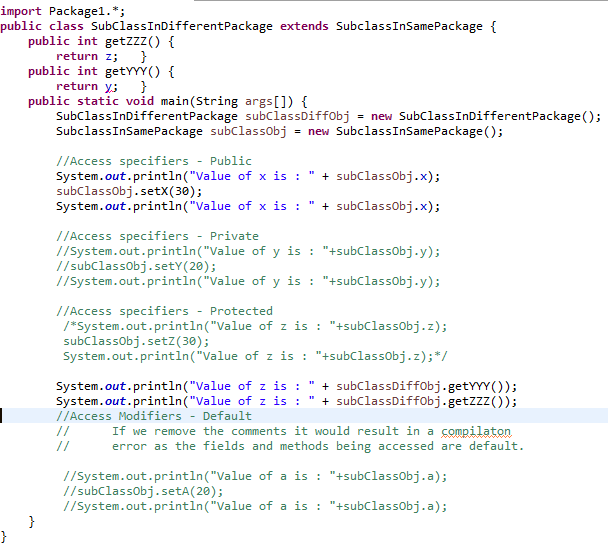 import Package1.*;
public class SubClassInDifferentPackage extends SubclassInSamePackage {
    public int getZZZ() {
        return z;   }
    public int getYYY() {
        return y;   }
    public static void main(String args[]) {
        SubClassInDifferentPackage subClassDiffObj = new SubClassInDifferentPackage();
        SubclassInSamePackage subClassObj = new SubclassInSamePackage();

        //Access specifiers - Public
        System.out.println("Value of x is : " + subClassObj.x);
        subClassObj.setX(30);
        System.out.println("Value of x is : " + subClassObj.x);

        //Access specifiers - Private
        //System.out.println("Value of y is : "+subClassObj.y);
        //subClassObj.setY(20);
        //System.out.println("Value of y is : "+subClassObj.y);

        //Access specifiers - Protected
         /*System.out.println("Value of z is : "+subClassObj.z);
         subClassObj.setZ(30);
         System.out.println("Value of z is : "+subClassObj.z);*/

        System.out.println("Value of z is : " + subClassDiffObj.getYYY());
        System.out.println("Value of z is : " + subClassDiffObj.getZZZ());
        //Access Modifiers - Default
        //      If we remove the comments it would result in a compilaton
        //      error as the fields and methods being accessed are default.

         //System.out.println("Value of a is : "+subClassObj.a);
         //subClassObj.setA(20);
         //System.out.println("Value of a is : "+subClassObj.a);
    }
}